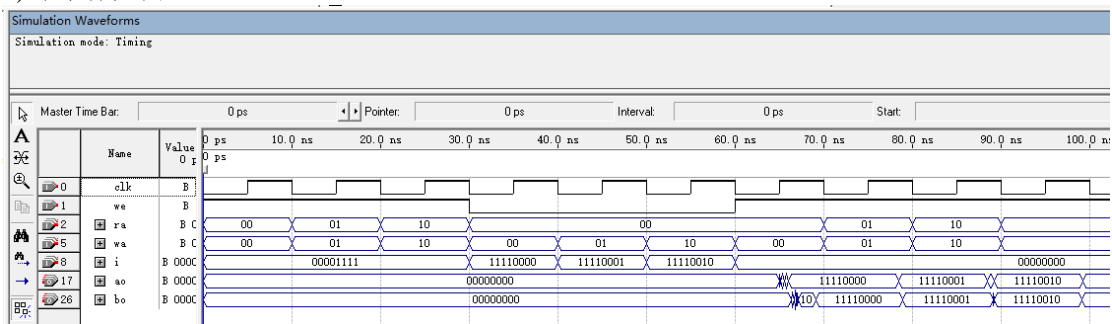 Simulation Waveforms
Simulation mode: Timing
Master Time Bar: 0 ps Pointer: 0 ps Interval: 0 ps Start:
Name Value 0 ps 10.0 ns 20.0 ns 30.0 ns 40.0 ns 50.0 ns 60.0 ns 70.0 ns 80.0 ns 90.0 ns 100.0 n
0 p 0 ps
0 clk B
1 we B
2 ra B 00 01 10 00 01 10
5 wa B 00 01 10 00 01 10 00 01 10
8 i B 000 00001111 11110000 11110001 11110010 00000000
17 ao B 000 00000000 11110000 11110001 11110010
26 bo B 000 00000000 10 11110000 11110001 11110010